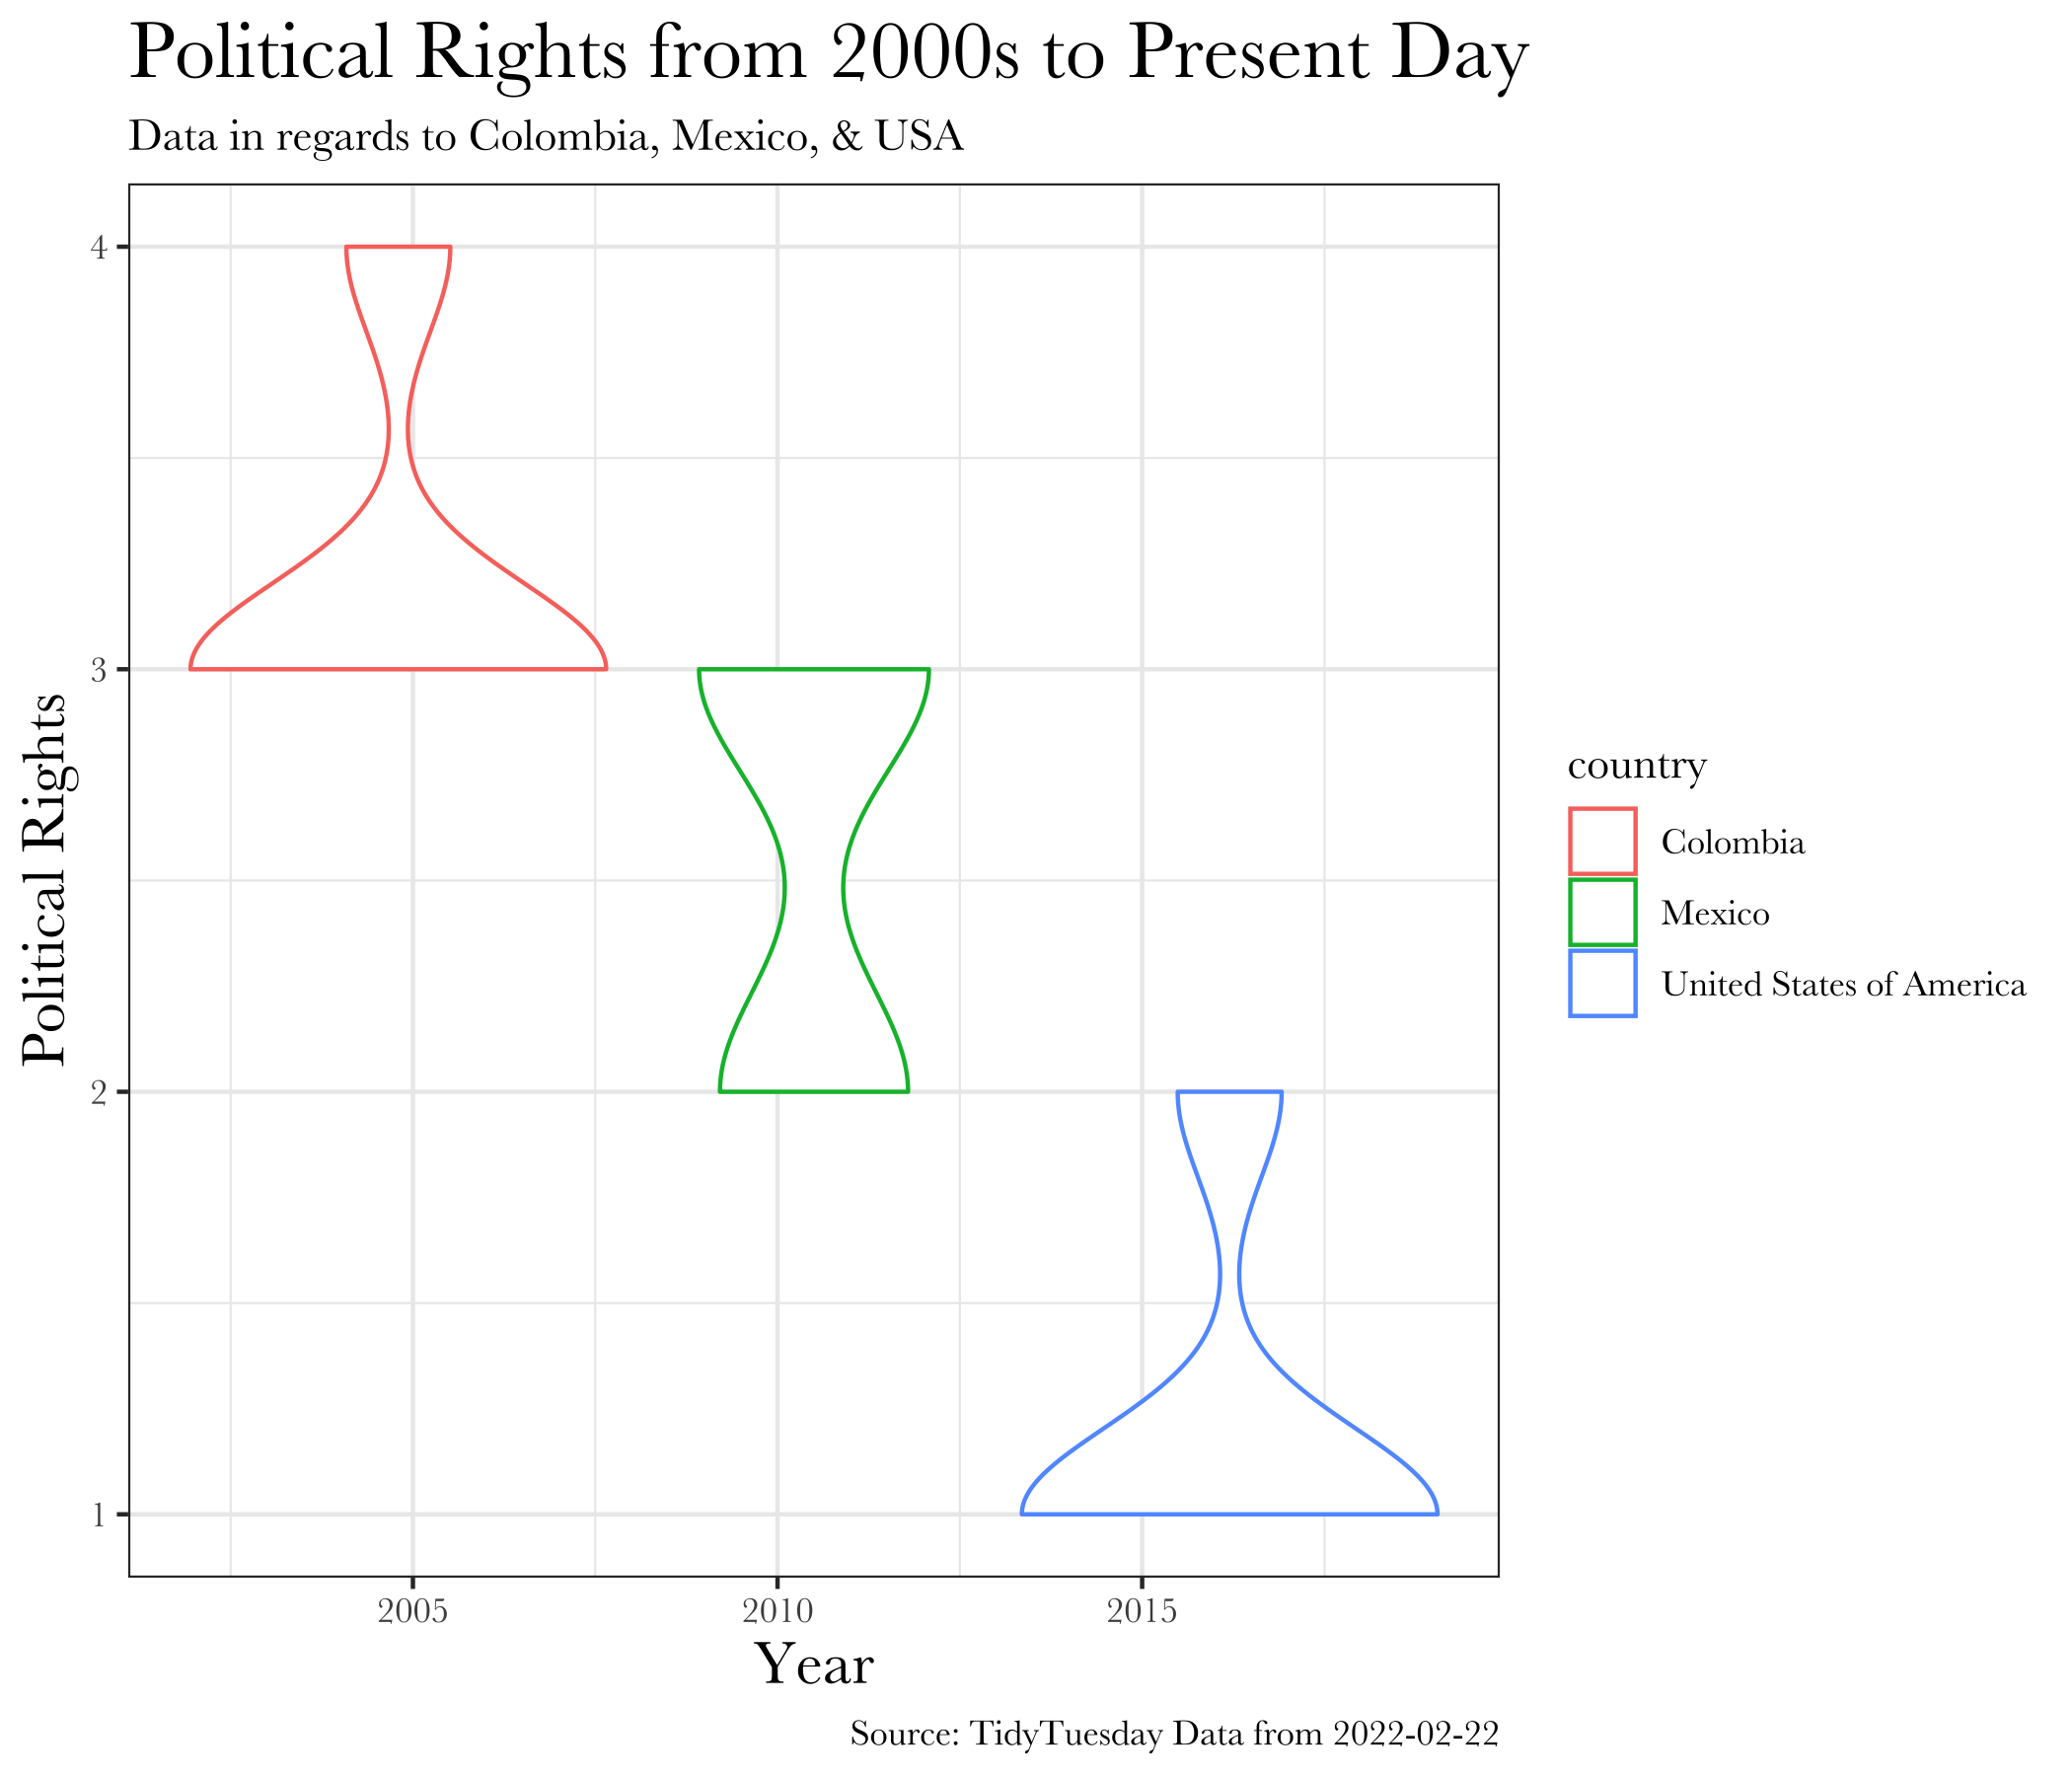 Political Rights from 2000s to Present Day
Data in regards to Colombia, Mexico, & USA
Political Rights
4
3
2
1
2005
2010
2015
Year
country
Colombia
Mexico
United States of America
Source: TidyTuesday Data from 2022-02-22